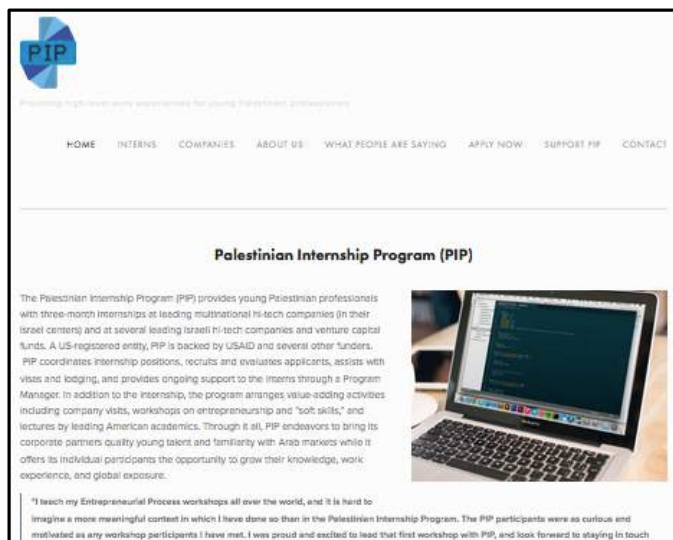 PIP
Providing high-level work experiences for young Palestinian professionals
HOME INTERNS COMPANIES ABOUT US WHAT PEOPLE ARE SAYING APPLY NOW SUPPORT PIP CONTACT
Palestinian Internship Program (PIP)
The Palestinian Internship Program (PIP) provides young Palestinian professionals
with three-month internships at leading multinational hi-tech companies (in their
Israel centers) and at several leading Israeli hi-tech companies and venture capital
funds. A US-registered entity, PIP is backed by USAID and several other funders.
PIP coordinates internship positions, recruits and evaluates applicants, assists with
visas and lodging, and provides ongoing support to the interns through a Program
Manager. In addition to the internship, the program arranges value-adding activities
including company visits, workshops on entrepreneurship and "soft skills," and
lectures by leading American academics. Through it all, PIP endeavors to bring its
corporate partners quality young talent and familiarity with Arab markets while it
offers its individual participants the opportunity to grow their knowledge, work
experience, and global exposure.
"I teach my Entrepreneurial Process workshops all over the world, and it is hard to
imagine a more meaningful context in which I have done so than in the Palestinian Internship Program. The PIP participants were as curious and
motivated as any workshop participants I have met. I was proud and excited to lead that first workshop with PIP, and look forward to staying in touch